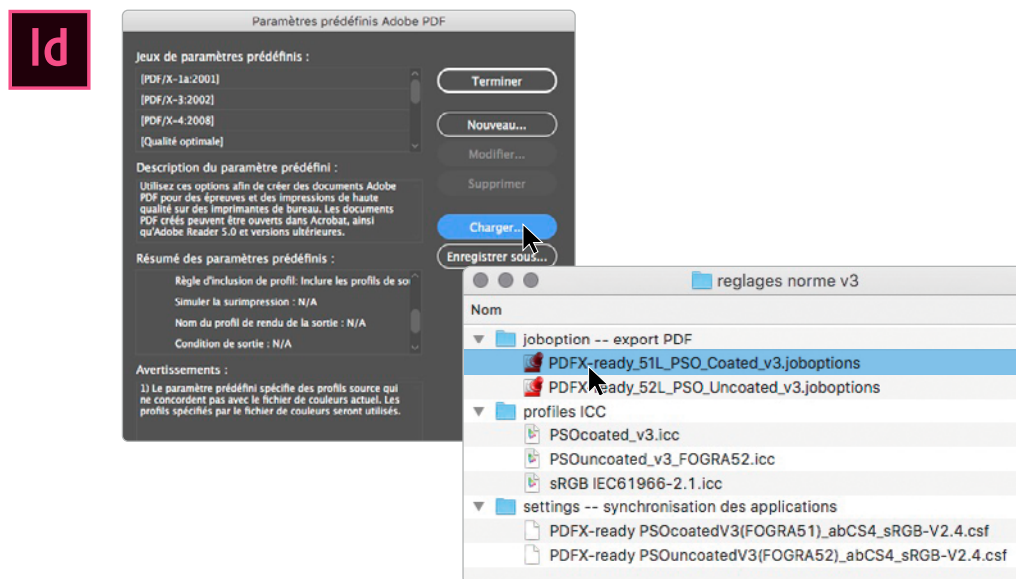 Id
Paramètres prédéfinis Adobe PDF
Jeux de paramètres prédéfinis :
[PDF/X-1a:2001]
[PDF/X-3:2002]
[PDF/X-4:2008]
[Qualité optimale]
Terminer
Nouveau...
Modifier...
Supprimer
Description du paramètre prédéfini :
Utilisez ces options afin de créer des documents Adobe
PDF pour des épreuves et des impressions de haute
qualité sur des imprimantes de bureau. Les documents
PDF créés peuvent être ouverts dans Acrobat, ainsi
qu'Adobe Reader 5.0 et versions ultérieures.
Charger...
Enregistrer sous...
Résumé des paramètres prédéfinis :
Règle d'inclusion de profil: Inclure les profils de so
Simuler la surimpression : N/A
Nom du profil de rendu de la sortie : N/A
Condition de sortie : N/A
Avertissements :
1) Le paramètre prédéfini spécifie des profils source qui
ne concordent pas avec le fichier de couleurs actuel. Les
profils spécifiés par le fichier de couleurs seront utilisés.
reglages norme v3
Nom
joboption -- export PDF
PDFX-ready_51L_PSO_Coated_v3.joboptions
PDFX-ready_52L_PSO_Uncoated_v3.joboptions
profiles ICC
PSOcoated_v3.icc
PSOuncoated_v3_FOGRA52.icc
sRGB IEC61966-2.1.icc
settings -- synchronisation des applications
PDFX-ready PSOcoatedV3(FOGRA51)_abCS4_sRGB-V2.4.csf
PDFX-ready PSOuncoatedV3(FOGRA52)_abCS4_sRGB-V2.4.csf